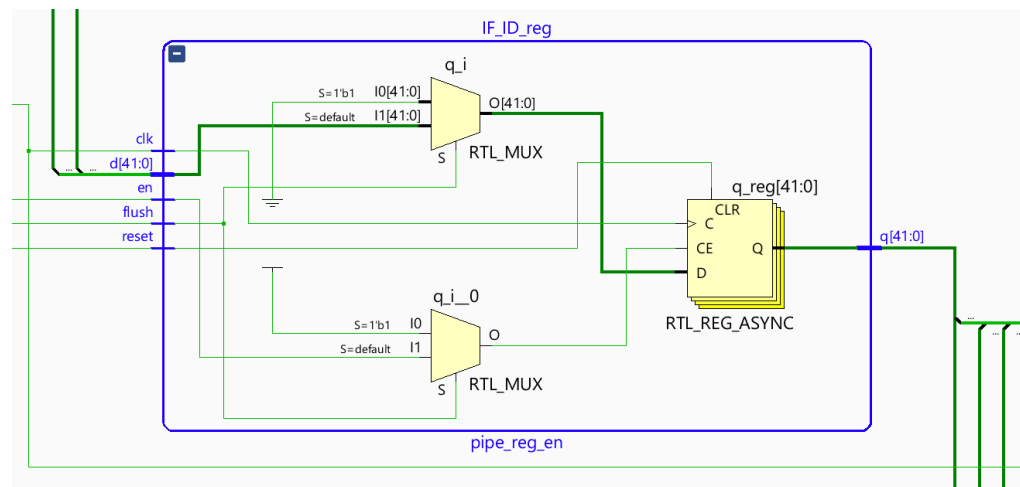 IF_ID_reg
q_i
S=1'b1 I0[41:0]
S=default I1[41:0]
O[41:0]
S
RTL_MUX
clk
d[41:0]
en
flush
reset
q_reg[41:0]
CLR
C
CE
Q
D
RTL_REG_ASYNC
q[41:0]
q_i__0
S=1'b1 I0
S=default I1
O
S
RTL_MUX
pipe_reg_en
...
...
...
...
...